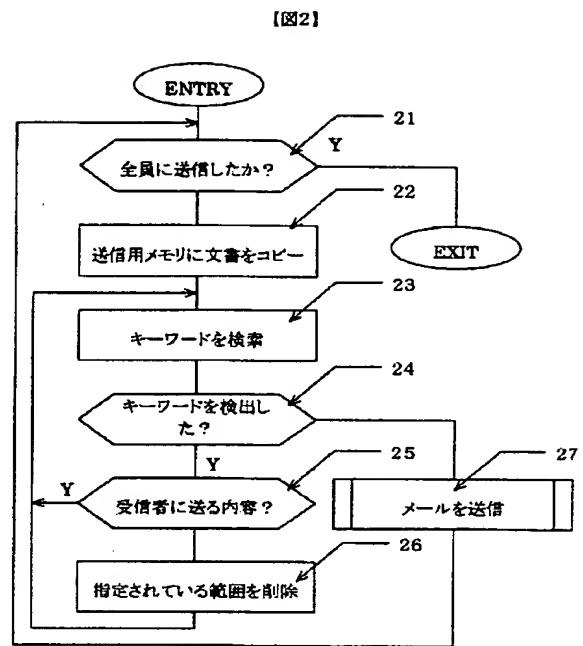 【図2】
ENTRY
21
全員に送信したか？
Y
22
送信用メモリに文書をコピー
EXIT
23
キーワードを検索
24
キーワードを検出し
た？
Y
25
27
Y
受信者に送る内容？
メールを送信
26
指定されている範囲を削除